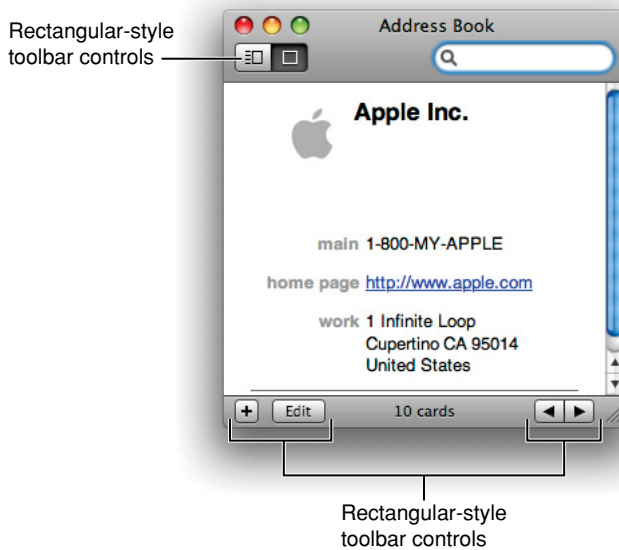 Rectangular-style
toolbar controls
Address Book
Apple Inc.
main 1-800-MY-APPLE
home page http://www.apple.com
work 1 Infinite Loop
Cupertino CA 95014
United States
+ Edit 10 cards
Rectangular-style
toolbar controls